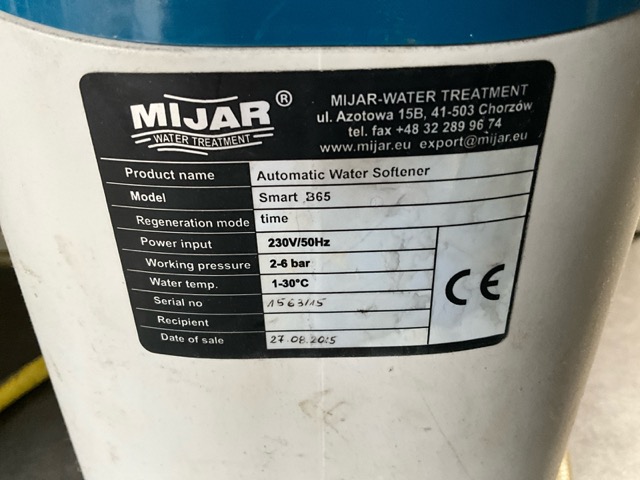 MIJAR®
WATER TREATMENT
MIJAR-WATER TREATMENT
ul. Azotowa 15B, 41-503 Chorzów
tel. fax +48 32 289 96 74
www.mijar.eu export@mijar.eu
Product name Automatic Water Softener
Model Smart B65
Regeneration mode time
Power input 230V/50Hz
Working pressure 2-6 bar
Water temp. 1-30°C
Serial no 1563/15
Recipient
Date of sale 27.08.2015
CE